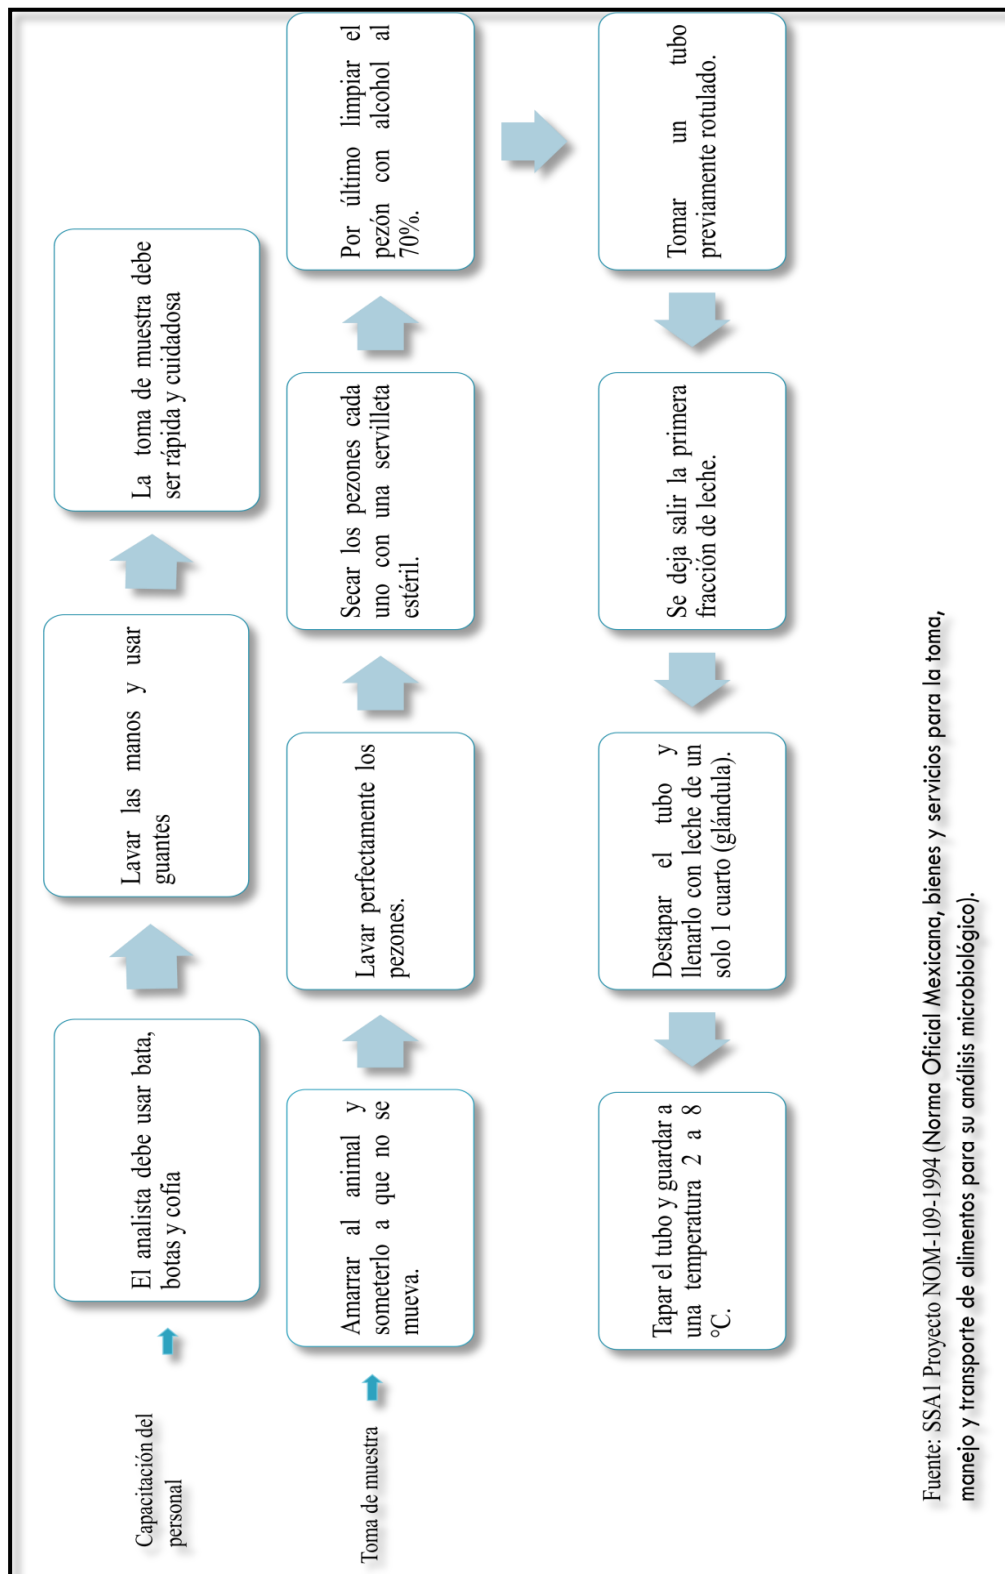 Capacitación del
personal
El analista debe usar bata,
botas y cofia
Lavar las manos y usar
guantes
La toma de muestra debe
ser rápida y cuidadosa
Toma de muestra
Amarrar al animal y
someterlo a que no se
mueva.
Lavar perfectamente los
pezones.
Secar los pezones cada
uno con una servilleta
estéril.
Por último limpiar el
pezón con alcohol al
70%.
Tomar un tubo
previamente rotulado.
Se deja salir la primera
fracción de leche.
Destapar el tubo y
llenarlo con leche de un
solo 1 cuarto (glándula).
Tapar el tubo y guardar a
una temperatura 2 a 8
°C.
Fuente: SSA1 Proyecto NOM-109-1994 (Norma Oficial Mexicana, bienes y servicios para la toma,
manejo y transporte de alimentos para su análisis microbiológico).